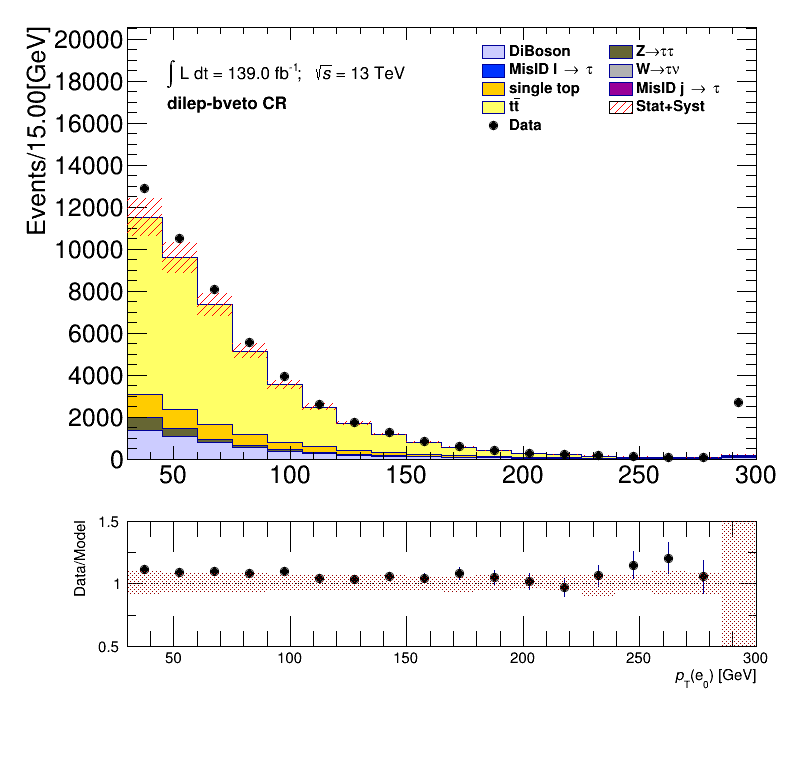 Events/15.00[GeV]
20000
18000
16000
14000
12000
10000
8000
6000
4000
2000
0
∫ L dt = 139.0 fb⁻¹; √s = 13 TeV
dilep-bveto CR
DiBoson
MisID l → τ
single top
tt̄
Data
Z→ττ
W→τν
MisID j → τ
Stat+Syst
50 100 150 200 250 300
Data/Model
1.5
1
0.5
50 100 150 200 250 300
p_T(e_0) [GeV]